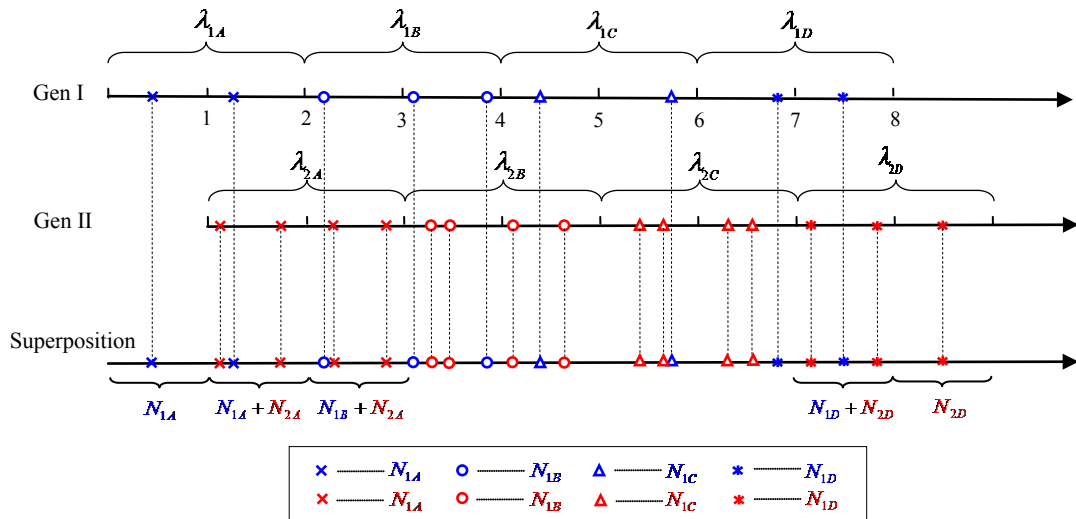 λ1A λ1B λ1C λ1D
Gen I
1 2 3 4 5 6 7 8
λ2A λ2B λ2C λ2D
Gen II
Superposition
N1A N1A + N2A N1B + N2A N1D + N2D N2D
N1A N1B N1C N1D
N1A N1B N1C N1D